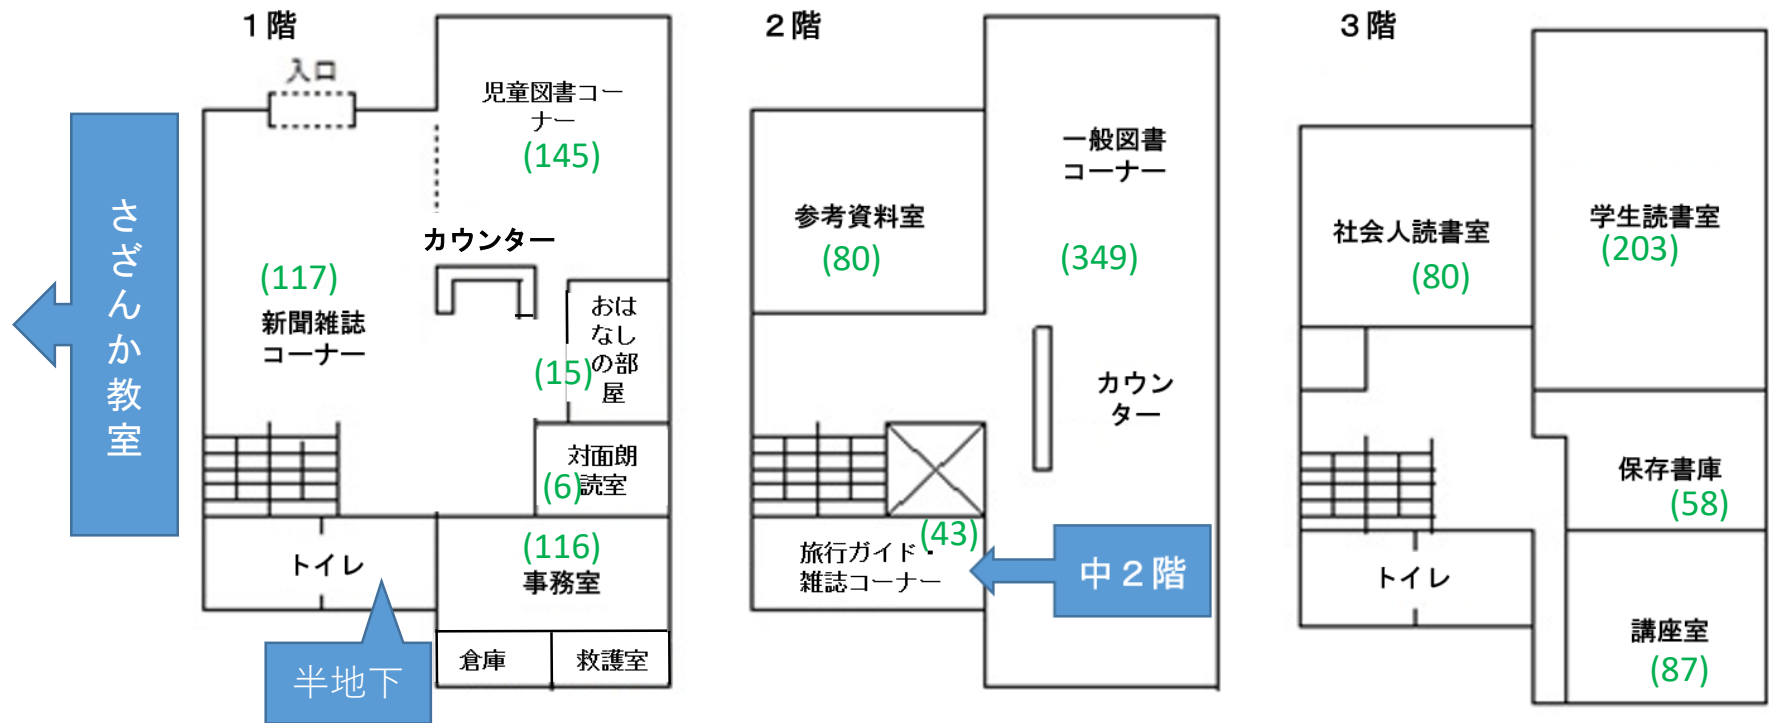 1階
入口
児童図書コー
ナー
(145)
カウンター
(117)
新聞雑誌
コーナー
おは
なし
の部
屋
(15)
対面朗
読室
(6)
トイレ
(116)
事務室
倉庫
救護室
半地下
さざんか教室
2階
一般図書
コーナー
(349)
参考資料室
(80)
カウン
ター
(43)
旅行ガイド・
雑誌コーナー
中2階
3階
社会人読書室
(80)
学生読書室
(203)
保存書庫
(58)
トイレ
講座室
(87)